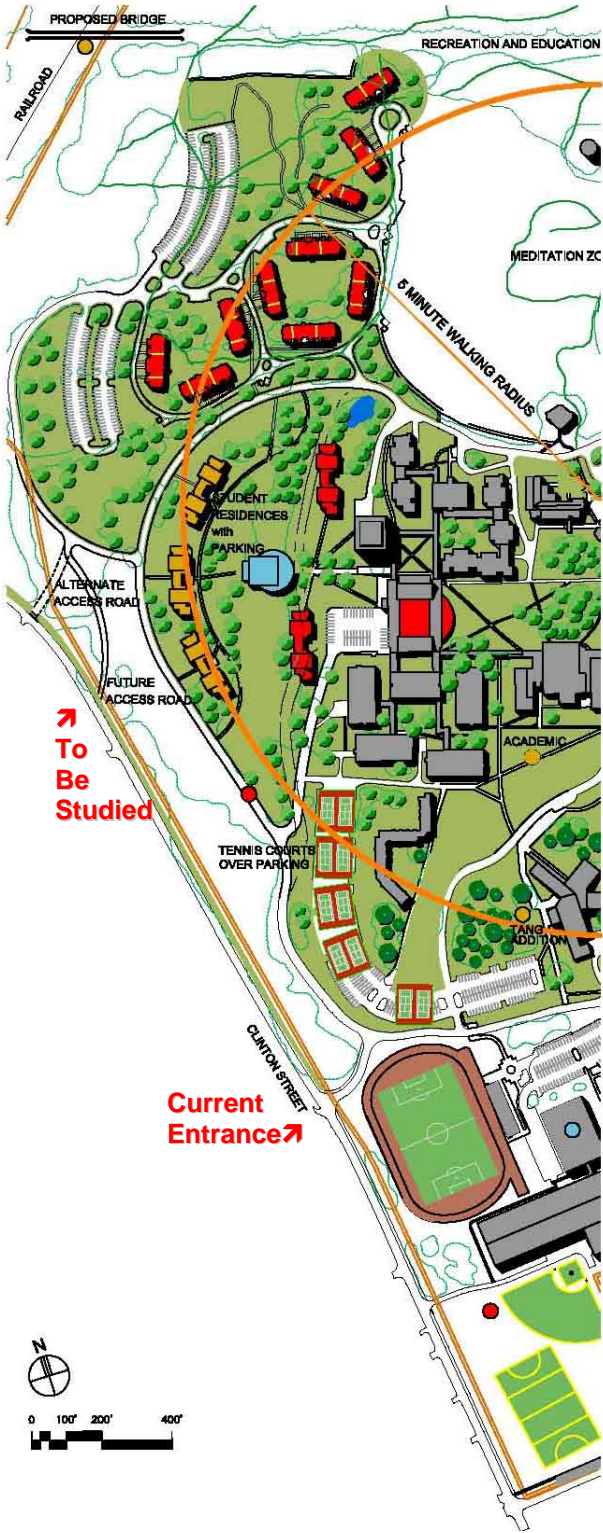 PROPOSED BRIDGE
RECREATION AND EDUCATION
RAILROAD
MEDITATION ZO
5 MINUTE WALKING RADIUS
STUDENT
RESIDENCES
with
PARKING
ALTERNATE
ACCESS ROAD
FUTURE
ACCESS ROAD
To
Be
Studied
ACADEMIC
TENNIS COURTS
OVER PARKING
TANG
ADDITION
CLINTON STREET
Current
Entrance
N
0 100' 200' 400'